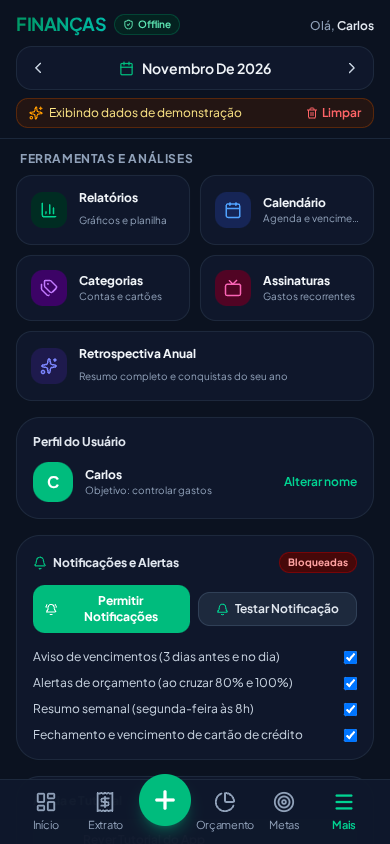 FINANÇAS
Offline
Olá, Carlos
Novembro De 2026
Exibindo dados de demonstração
Limpar
FERRAMENTAS E ANÁLISES
Relatórios
Gráficos e planilha
Calendário
Agenda e vencime...
Categorias
Contas e cartões
Assinaturas
Gastos recorrentes
Retrospectiva Anual
Resumo completo e conquistas do seu ano
Perfil do Usuário
C
Carlos
Objetivo: controlar gastos
Alterar nome
Notificações e Alertas
Bloqueadas
Permitir
Notificações
Testar Notificação
Aviso de vencimentos (3 dias antes e no dia)
Alertas de orçamento (ao cruzar 80% e 100%)
Resumo semanal (segunda-feira às 8h)
Fechamento e vencimento de cartão de crédito
Início
Extrato
Orçamento
Metas
Mais